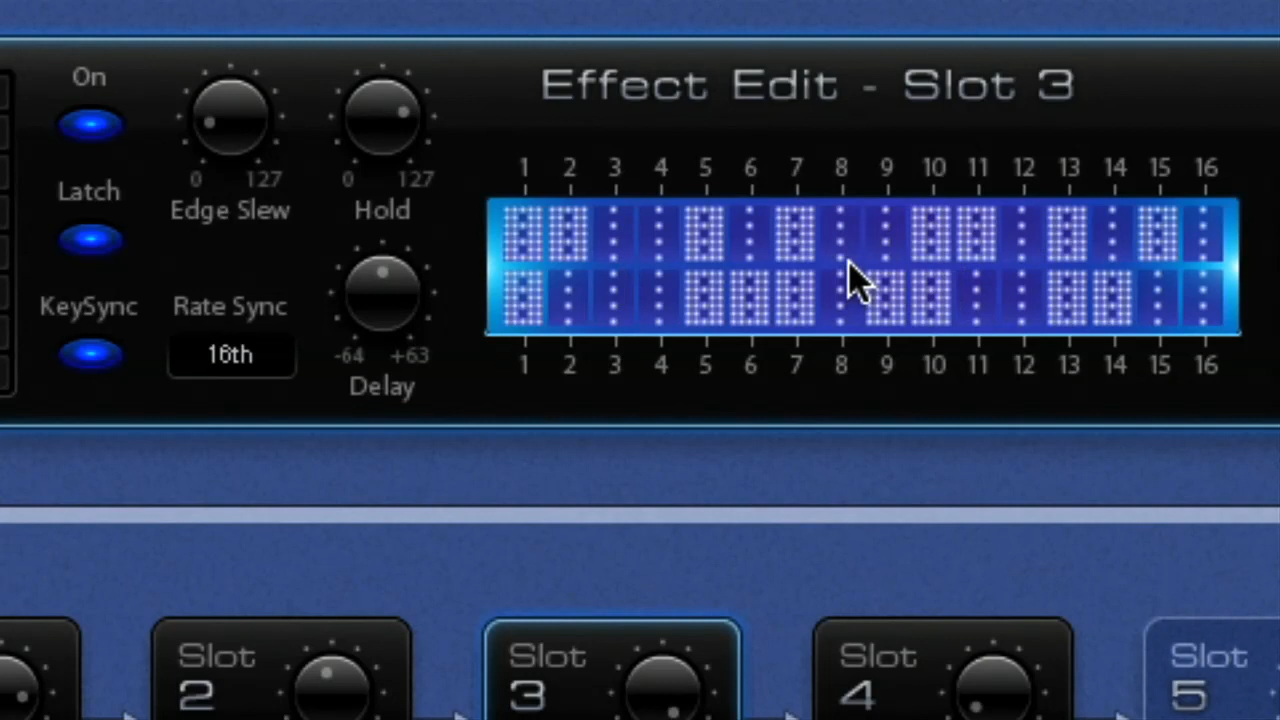 On
Effect Edit - Slot 3
0 127
0 127
1 2 3 4 5 6 7 8 9 10 11 12 13 14 15 16
Latch
Edge Slew
Hold
KeySync
Rate Sync
16th
-64 +63
Delay
1 2 3 4 5 6 7 8 9 10 11 12 13 14 15 16
Slot
2
Slot
3
Slot
4
Slot
5